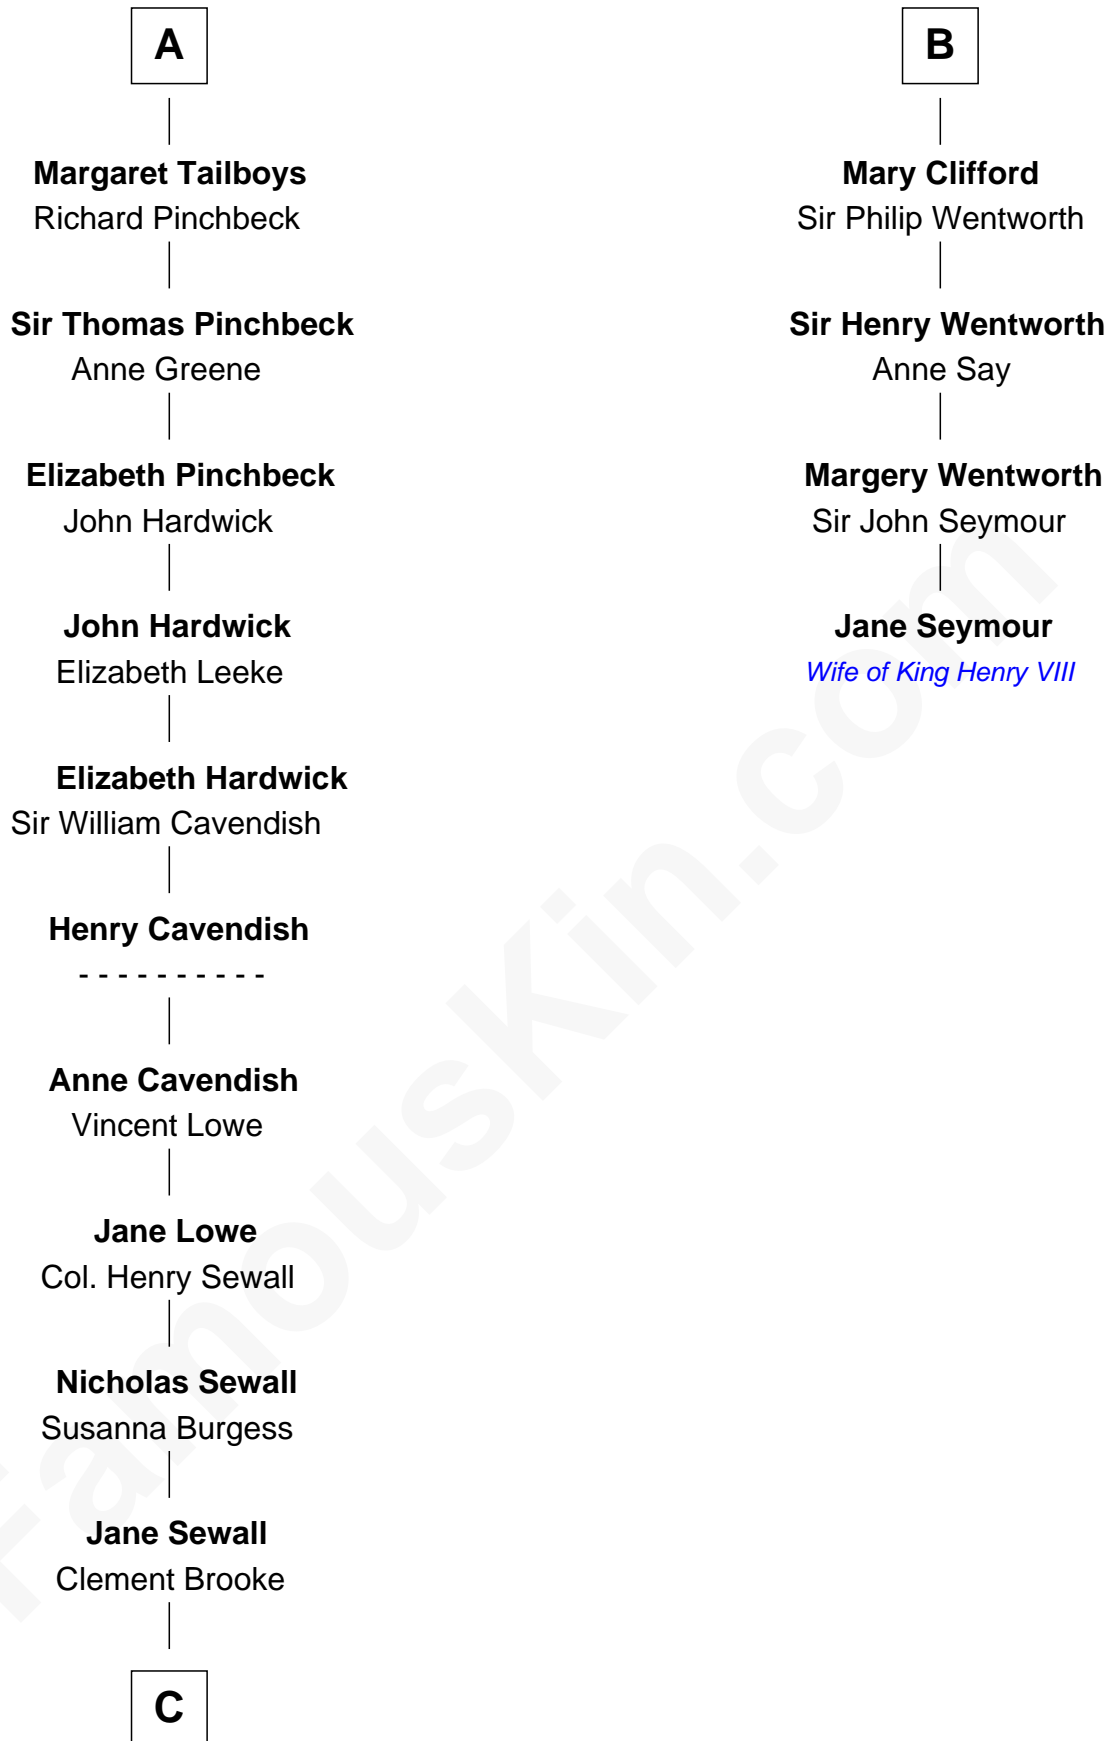 A
Margaret Tailboys
Richard Pinchbeck
Sir Thomas Pinchbeck
Anne Greene
Elizabeth Pinchbeck
John Hardwick
John Hardwick
Elizabeth Leeke
Elizabeth Hardwick
Sir William Cavendish
Henry Cavendish
- - - - - - - - - -
Anne Cavendish
Vincent Lowe
Jane Lowe
Col. Henry Sewall
Nicholas Sewall
Susanna Burgess
Jane Sewall
Clement Brooke
C
B
Mary Clifford
Sir Philip Wentworth
Sir Henry Wentworth
Anne Say
Margery Wentworth
Sir John Seymour
Jane Seymour
Wife of King Henry VIII
FamousKin.com